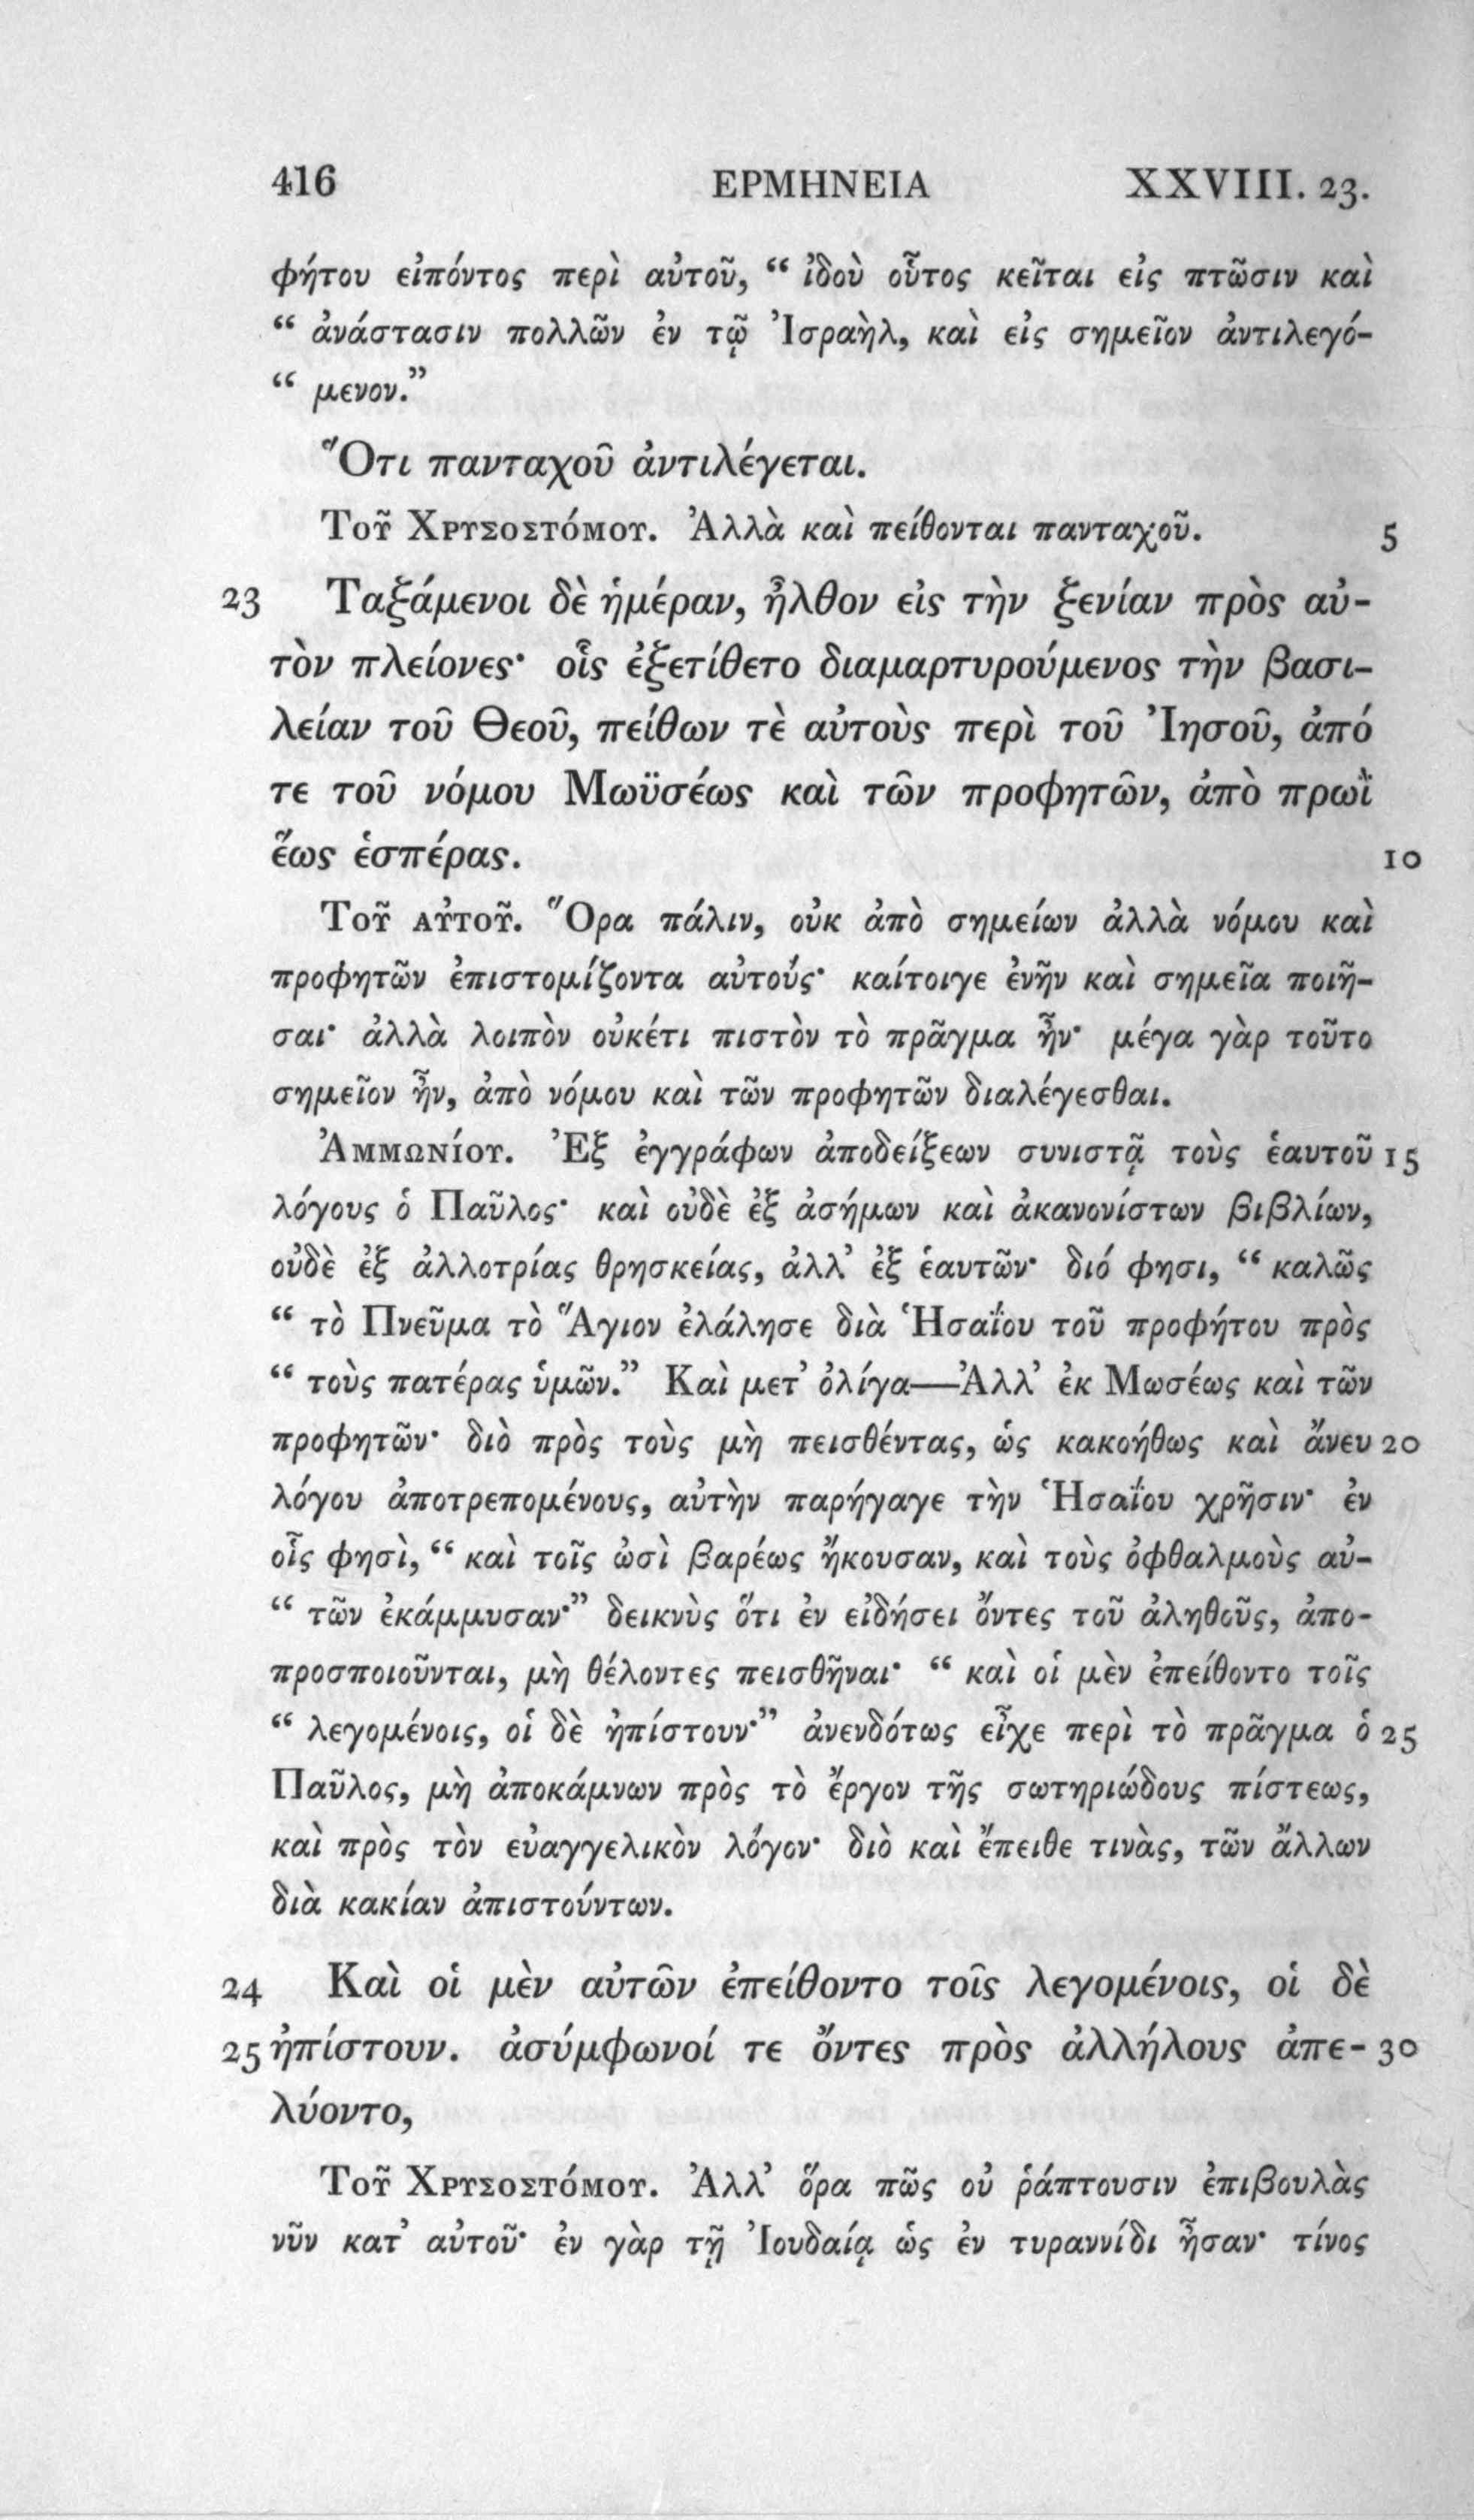 416 ΕΡΜΗΝΕΙΑ XXVIII. 23.
φήτου εἰπόντος περὶ αὐτοῦ, “ ἰδοὺ οὗτος κεῖται εἰς πτῶσιν καὶ
“ ἀνάστασιν πολλῶν ἐν τῷ Ἰσραὴλ, καὶ εἰς σημεῖον ἀντιλεγό-
“ μενον.”
Ὅτι πανταχοῦ ἀντιλέγεται.
Τοῦ Χρυσοστόμου. Ἀλλὰ καὶ πείθονται πανταχοῦ. 5
23 Ταξάμενοι δὲ ἡμέραν, ἦλθον εἰς τὴν ξενίαν πρὸς αὐ-
τὸν πλείονες· οἷς ἐξετίθετο διαμαρτυρούμενος τὴν βασι-
λείαν τοῦ Θεοῦ, πείθων τὲ αὐτοὺς περὶ τοῦ Ἰησοῦ, ἀπό
τε τοῦ νόμου Μωϋσέως καὶ τῶν προφητῶν, ἀπὸ πρωῒ
ἕως ἑσπέρας. 10
Τοῦ αὐτοῦ. Ὅρα πάλιν, οὐκ ἀπὸ σημείων ἀλλὰ νόμου καὶ
προφητῶν ἐπιστομίζοντα αὐτούς· καίτοιγε ἐνῆν καὶ σημεῖα ποιῆ-
σαι· ἀλλὰ λοιπὸν οὐκέτι πιστὸν τὸ πρᾶγμα ἦν· μέγα γὰρ τοῦτο
σημεῖον ἦν, ἀπὸ νόμου καὶ τῶν προφητῶν διαλέγεσθαι.
Ἀμμωνίου. Ἐξ ἐγγράφων ἀποδείξεων συνιστᾷ τοὺς ἑαυτοῦ 15
λόγους ὁ Παῦλος· καὶ οὐδὲ ἐξ ἀσήμων καὶ ἀκανονίστων βιβλίων,
οὐδὲ ἐξ ἀλλοτρίας θρησκείας, ἀλλ’ ἐξ ἑαυτῶν· διό φησι, “ καλῶς
“ τὸ Πνεῦμα τὸ Ἅγιον ἐλάλησε διὰ Ἡσαΐου τοῦ προφήτου πρὸς
“ τοὺς πατέρας ὑμῶν.” Καὶ μετ’ ὀλίγα—Ἀλλ’ ἐκ Μωσέως καὶ τῶν
προφητῶν· διὸ πρὸς τοὺς μὴ πεισθέντας, ὡς κακοήθως καὶ ἄνευ 20
λόγου ἀποτρεπομένους, αὐτὴν παρήγαγε τὴν Ἡσαΐου χρῆσιν· ἐν
οἷς φησὶ, “ καὶ τοῖς ὠσὶ βαρέως ἤκουσαν, καὶ τοὺς ὀφθαλμοὺς αὐ-
“ τῶν ἐκάμμυσαν·” δεικνὺς ὅτι ἐν εἰδήσει ὄντες τοῦ ἀληθοῦς, ἀπο-
προσποιοῦνται, μὴ θέλοντες πεισθῆναι· “ καὶ οἱ μὲν ἐπείθοντο τοῖς
“ λεγομένοις, οἱ δὲ ἠπίστουν·” ἀνενδότως εἶχε περὶ τὸ πρᾶγμα ὁ 25
Παῦλος, μὴ ἀποκάμνων πρὸς τὸ ἔργον τῆς σωτηριώδους πίστεως,
καὶ πρὸς τὸν εὐαγγελικὸν λόγον· διὸ καὶ ἔπειθε τινὰς, τῶν ἄλλων
διὰ κακίαν ἀπιστούντων.
24 Καὶ οἱ μὲν αὐτῶν ἐπείθοντο τοῖς λεγομένοις, οἱ δὲ
25 ἠπίστουν. ἀσύμφωνοί τε ὄντες πρὸς ἀλλήλους ἀπε- 30
λύοντο,
Τοῦ Χρυσοστόμου. Ἀλλ’ ὅρα πῶς οὐ ῥάπτουσιν ἐπιβουλὰς
νῦν κατ’ αὐτοῦ· ἐν γὰρ τῇ Ἰουδαίᾳ ὡς ἐν τυραννίδι ἦσαν· τίνος